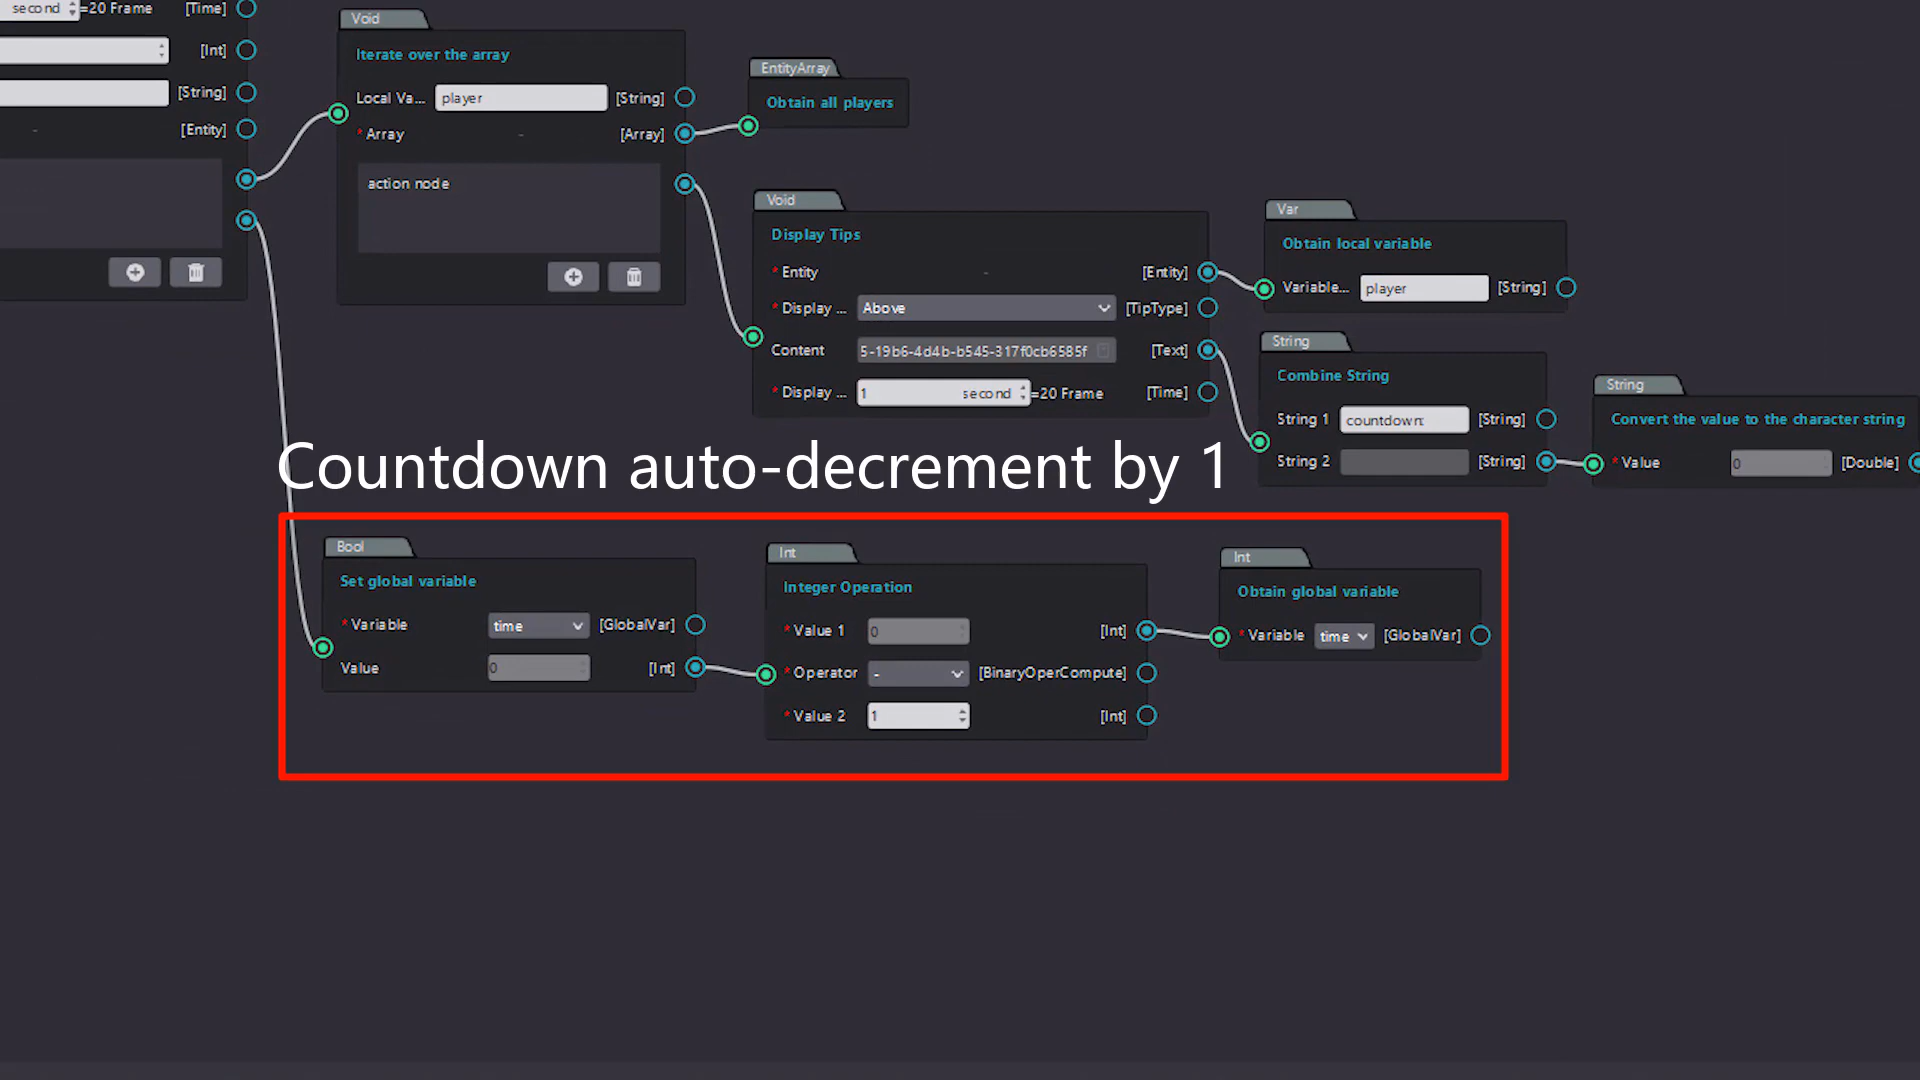 second =20 Frame [Time]
[Int]
[String]
- [Entity]
Void
Iterate over the array
Local Va... player [String]
* Array - [Array]
action node
EntityArray
Obtain all players
Void
Display Tips
* Entity - [Entity]
* Display ... Above [TipType]
Content 5-19b6-4d4b-b545-317f0cb6585f [Text]
* Display ... 1 second =20 Frame [Time]
Var
Obtain local variable
Variable... player [String]
String
Combine String
String 1 countdown: [String]
String 2 [String]
String
Convert the value to the character string
* Value 0 [Double]
Countdown auto-decrement by 1
Bool
Set global variable
* Variable time [GlobalVar]
Value 0 [Int]
Int
Integer Operation
* Value 1 0 [Int]
* Operator - [BinaryOperCompute]
* Value 2 1 [Int]
Int
Obtain global variable
* Variable time [GlobalVar]